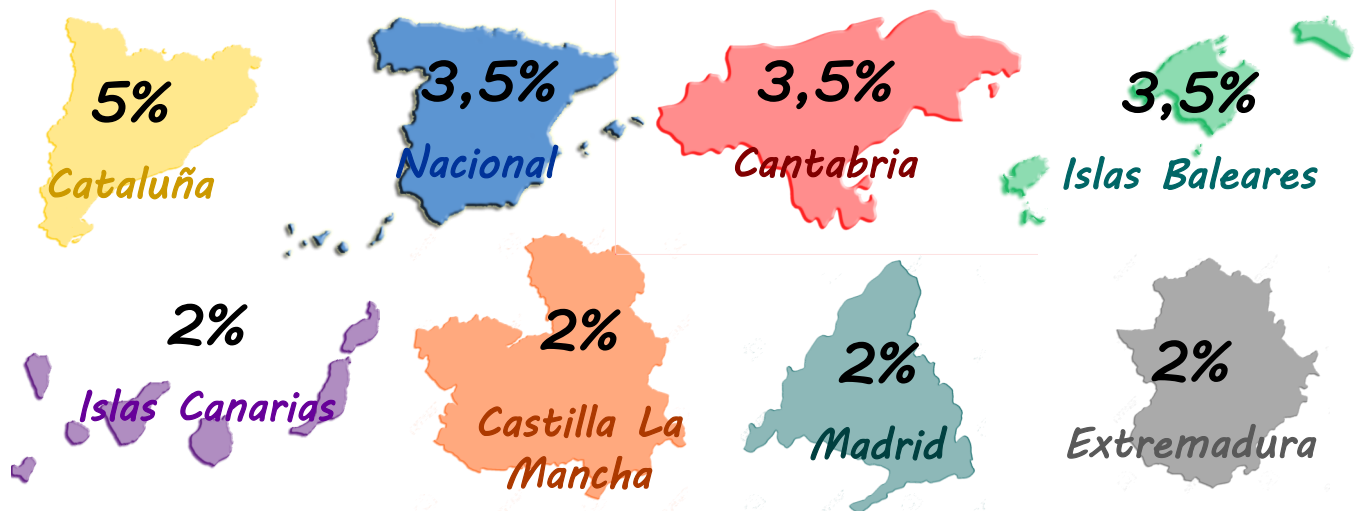 5%
Cataluña
3,5%
Nacional
3,5%
Cantabria
3,5%
Islas Baleares
2%
Islas Canarias
2%
Castilla La
Mancha
2%
Madrid
2%
Extremadura